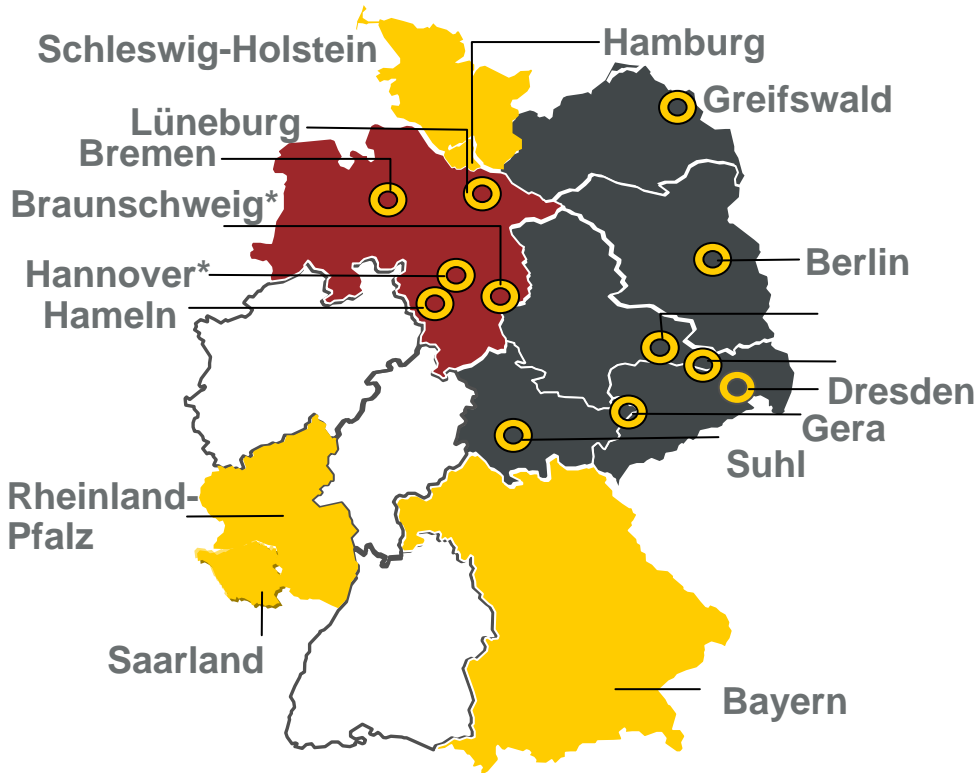 Schleswig-Holstein
Hamburg
Greifswald
Lüneburg
Bremen
Braunschweig*
Hannover*
Berlin
Hameln
Dresden
Gera
Suhl
Rheinland-
Pfalz
Saarland
Bayern